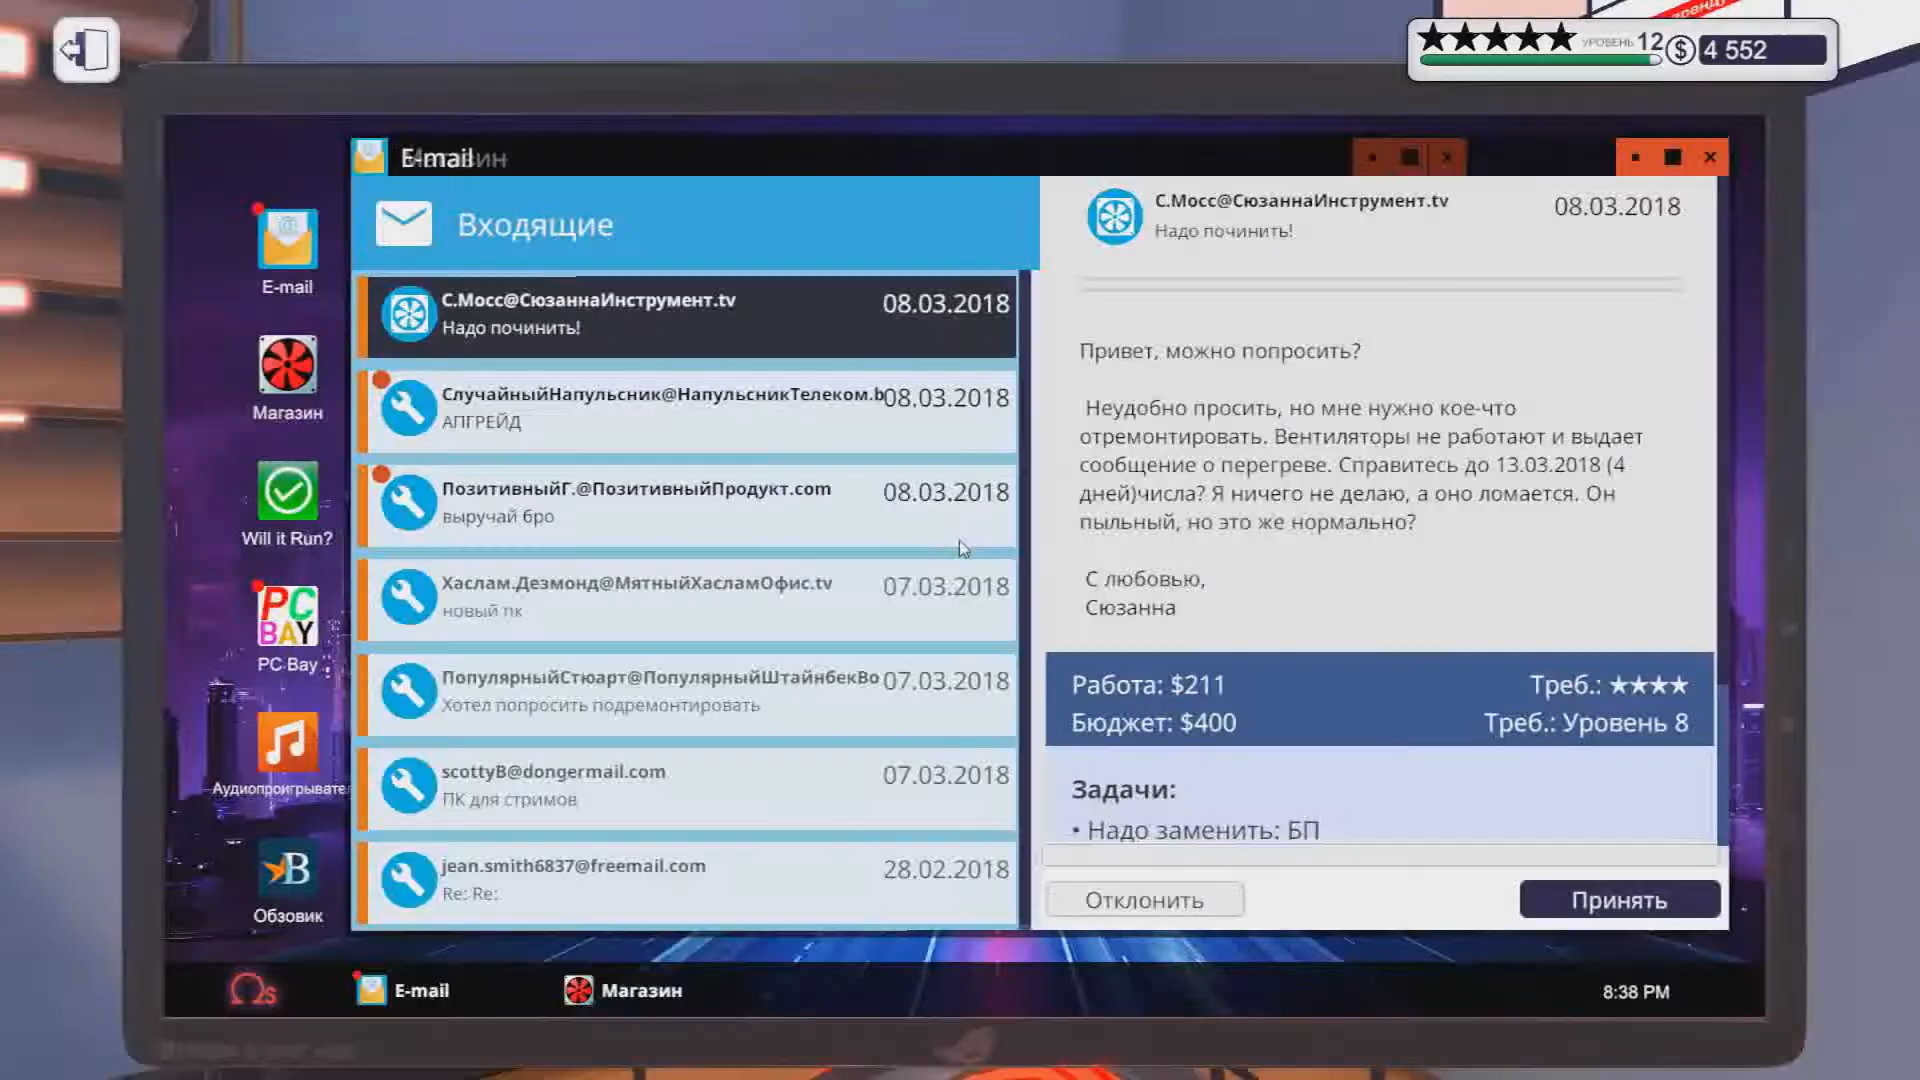 УРОВЕНЬ 12
$ 4 552
E-mail
Входящие
С.Мосс@СюзаннаИнструмент.tv
08.03.2018
Надо починить!
СлучайныйНапульсник@НапульсникТелеком.b
08.03.2018
АПГРЕЙД
ПозитивныйГ.@ПозитивныйПродукт.com
08.03.2018
выручай бро
Хаслам.Дезмонд@МятныйХасламОфис.tv
07.03.2018
новый пк
ПопулярныйСтюарт@ПопулярныйШтайнбекВо
07.03.2018
Хотел попросить подремонтировать
scottyB@dongermail.com
07.03.2018
ПК для стримов
jean.smith6837@freemail.com
28.02.2018
Re: Re:
С.Мосс@СюзаннаИнструмент.tv
08.03.2018
Надо починить!
Привет, можно попросить?
Неудобно просить, но мне нужно кое-что
отремонтировать. Вентиляторы не работают и выдает
сообщение о перегреве. Справитесь до 13.03.2018 (4
дней)числа? Я ничего не делаю, а оно ломается. Он
пыльный, но это же нормально?
С любовью,
Сюзанна
Работа: $211
Треб.: ★★★★
Бюджет: $400
Треб.: Уровень 8
Задачи:
• Надо заменить: БП
Отклонить
Принять
E-mail
Магазин
Will it Run?
PC BAY
PC Bay
Аудиопроигрывате
B
Обзовик
Ωs
E-mail
Магазин
8:38 PM